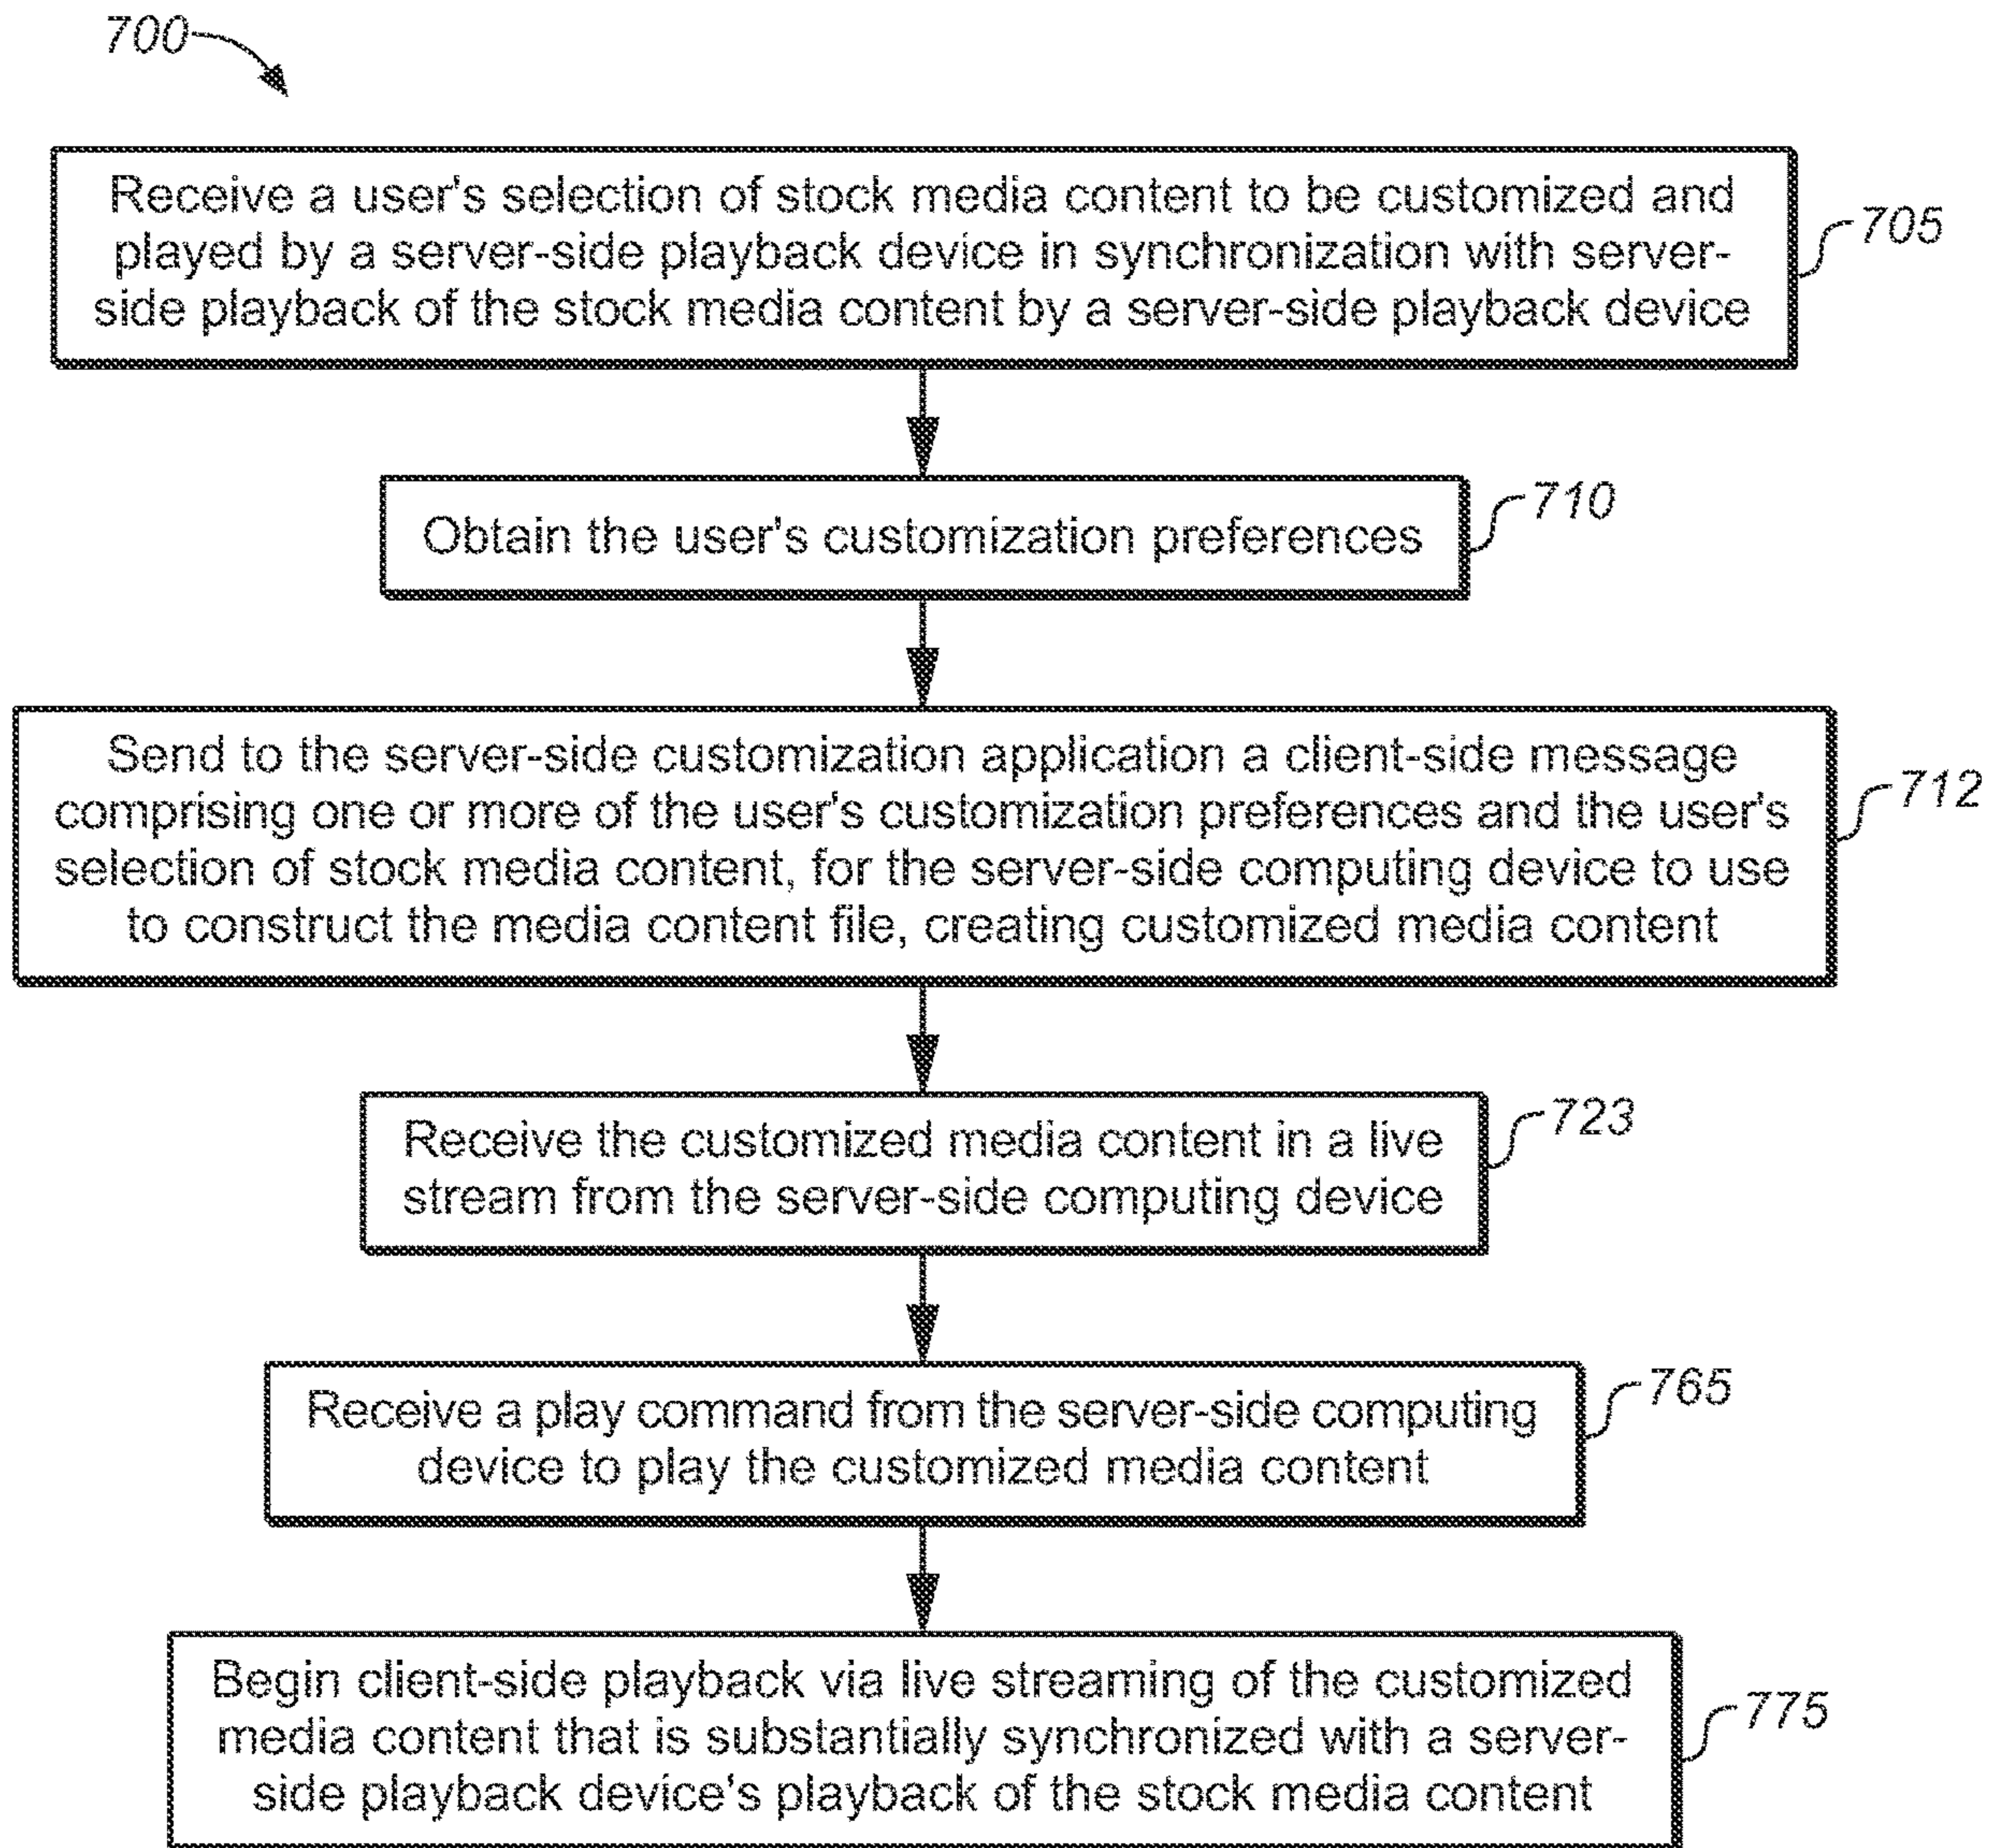 700
Receive a user's selection of stock media content to be customized and
played by a server-side playback device in synchronization with server-
side playback of the stock media content by a server-side playback device
705
Obtain the user's customization preferences
710
Send to the server-side customization application a client-side message
comprising one or more of the user's customization preferences and the user's
selection of stock media content, for the server-side computing device to use
to construct the media content file, creating customized media content
712
Receive the customized media content in a live
stream from the server-side computing device
723
Receive a play command from the server-side computing
device to play the customized media content
765
Begin client-side playback via live streaming of the customized
media content that is substantially synchronized with a server-
side playback device's playback of the stock media content
775